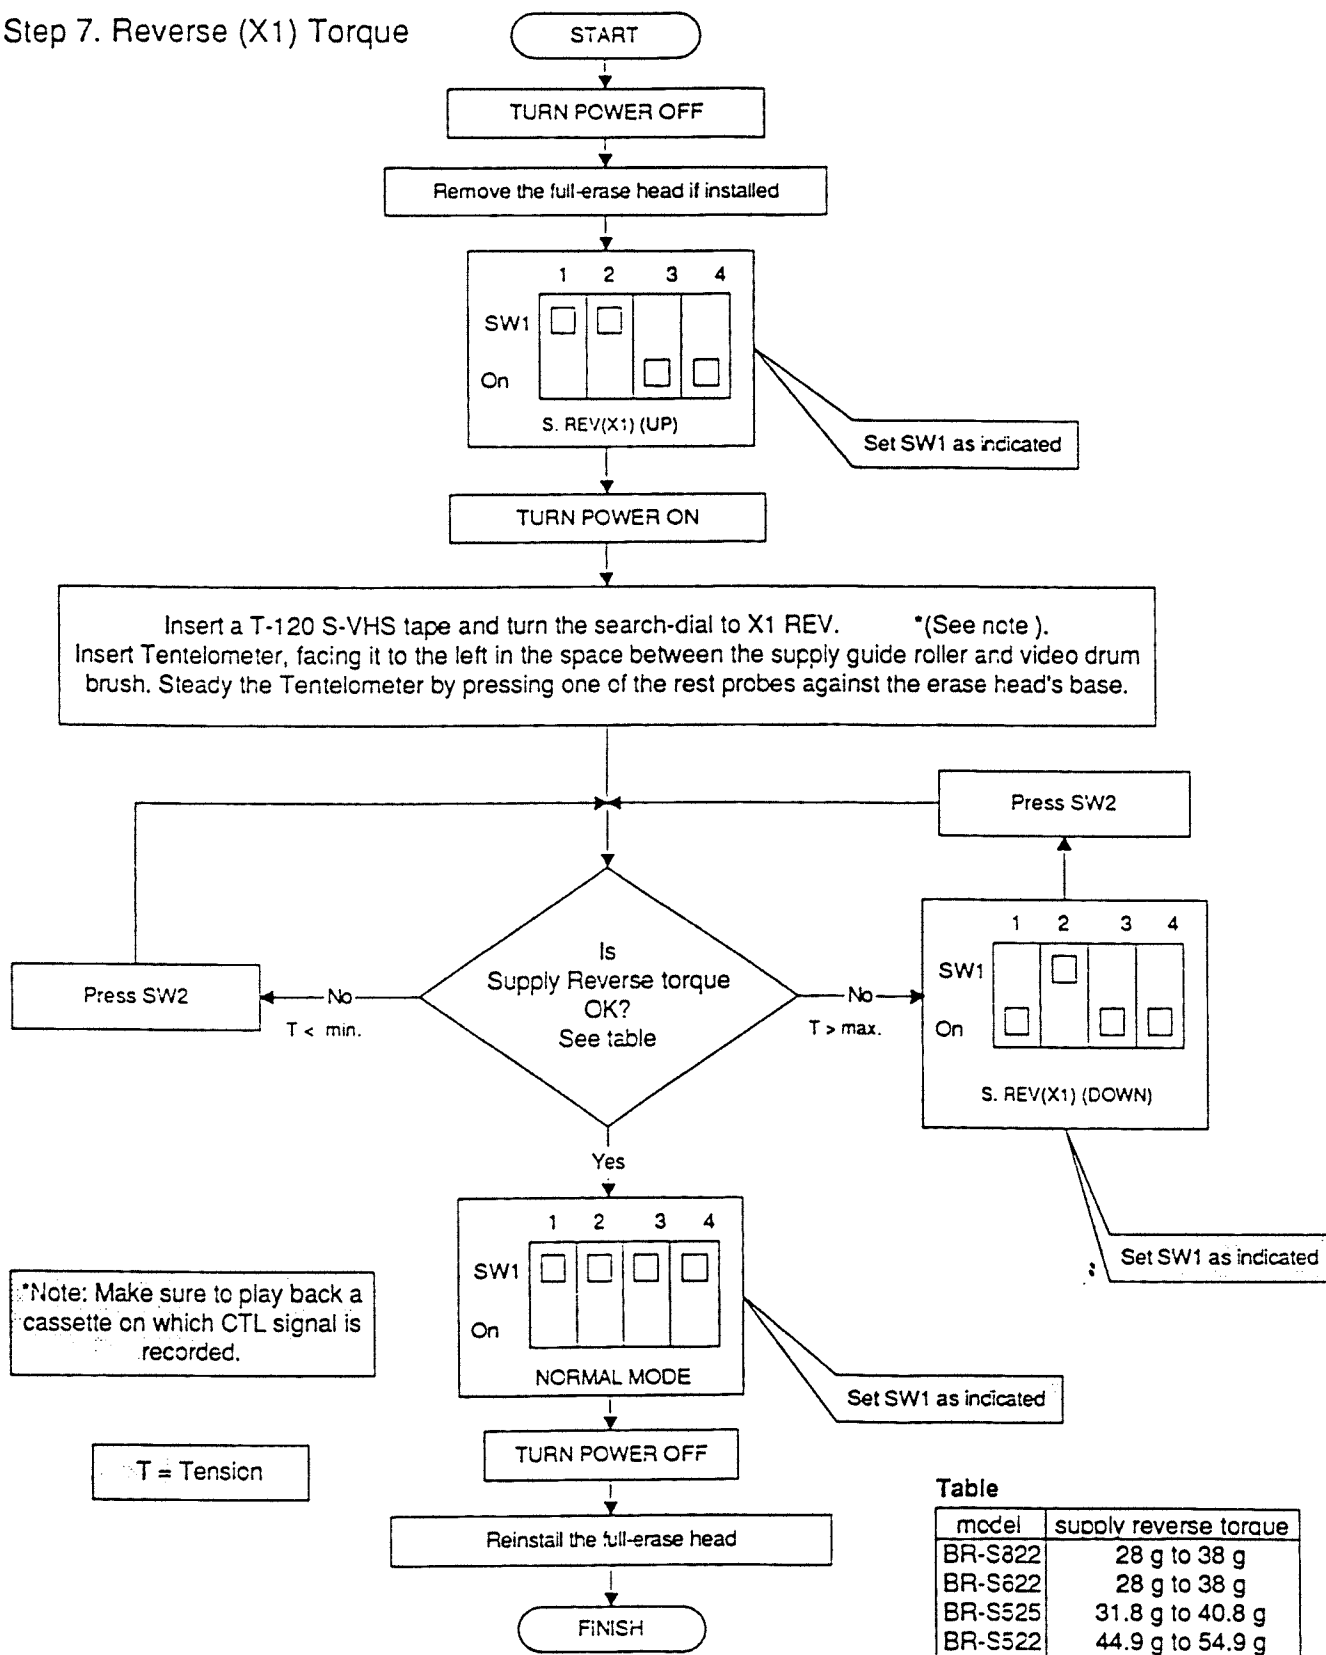 Step 7. Reverse (X1) Torque
START
TURN POWER OFF
Remove the full-erase head if installed
1 2 3 4
SW1
On
S. REV(X1) (UP)
Set SW1 as indicated
TURN POWER ON
Insert a T-120 S-VHS tape and turn the search-dial to X1 REV. *(See note ).
Insert Tentelometer, facing it to the left in the space between the supply guide roller and video drum
brush. Steady the Tentelometer by pressing one of the rest probes against the erase head's base.
Press SW2
Is
Supply Reverse torque
OK?
See table
No
T < min.
Press SW2
No
T > max.
1 2 3 4
SW1
On
S. REV(X1) (DOWN)
Set SW1 as indicated
Yes
1 2 3 4
SW1
On
NORMAL MODE
Set SW1 as indicated
*Note: Make sure to play back a
cassette on which CTL signal is
recorded.
T = Tension
TURN POWER OFF
Reinstall the full-erase head
FINISH
Table
model supply reverse torque
BR-S822 28 g to 38 g
BR-S622 28 g to 38 g
BR-S525 31.8 g to 40.8 g
BR-S522 44.9 g to 54.9 g